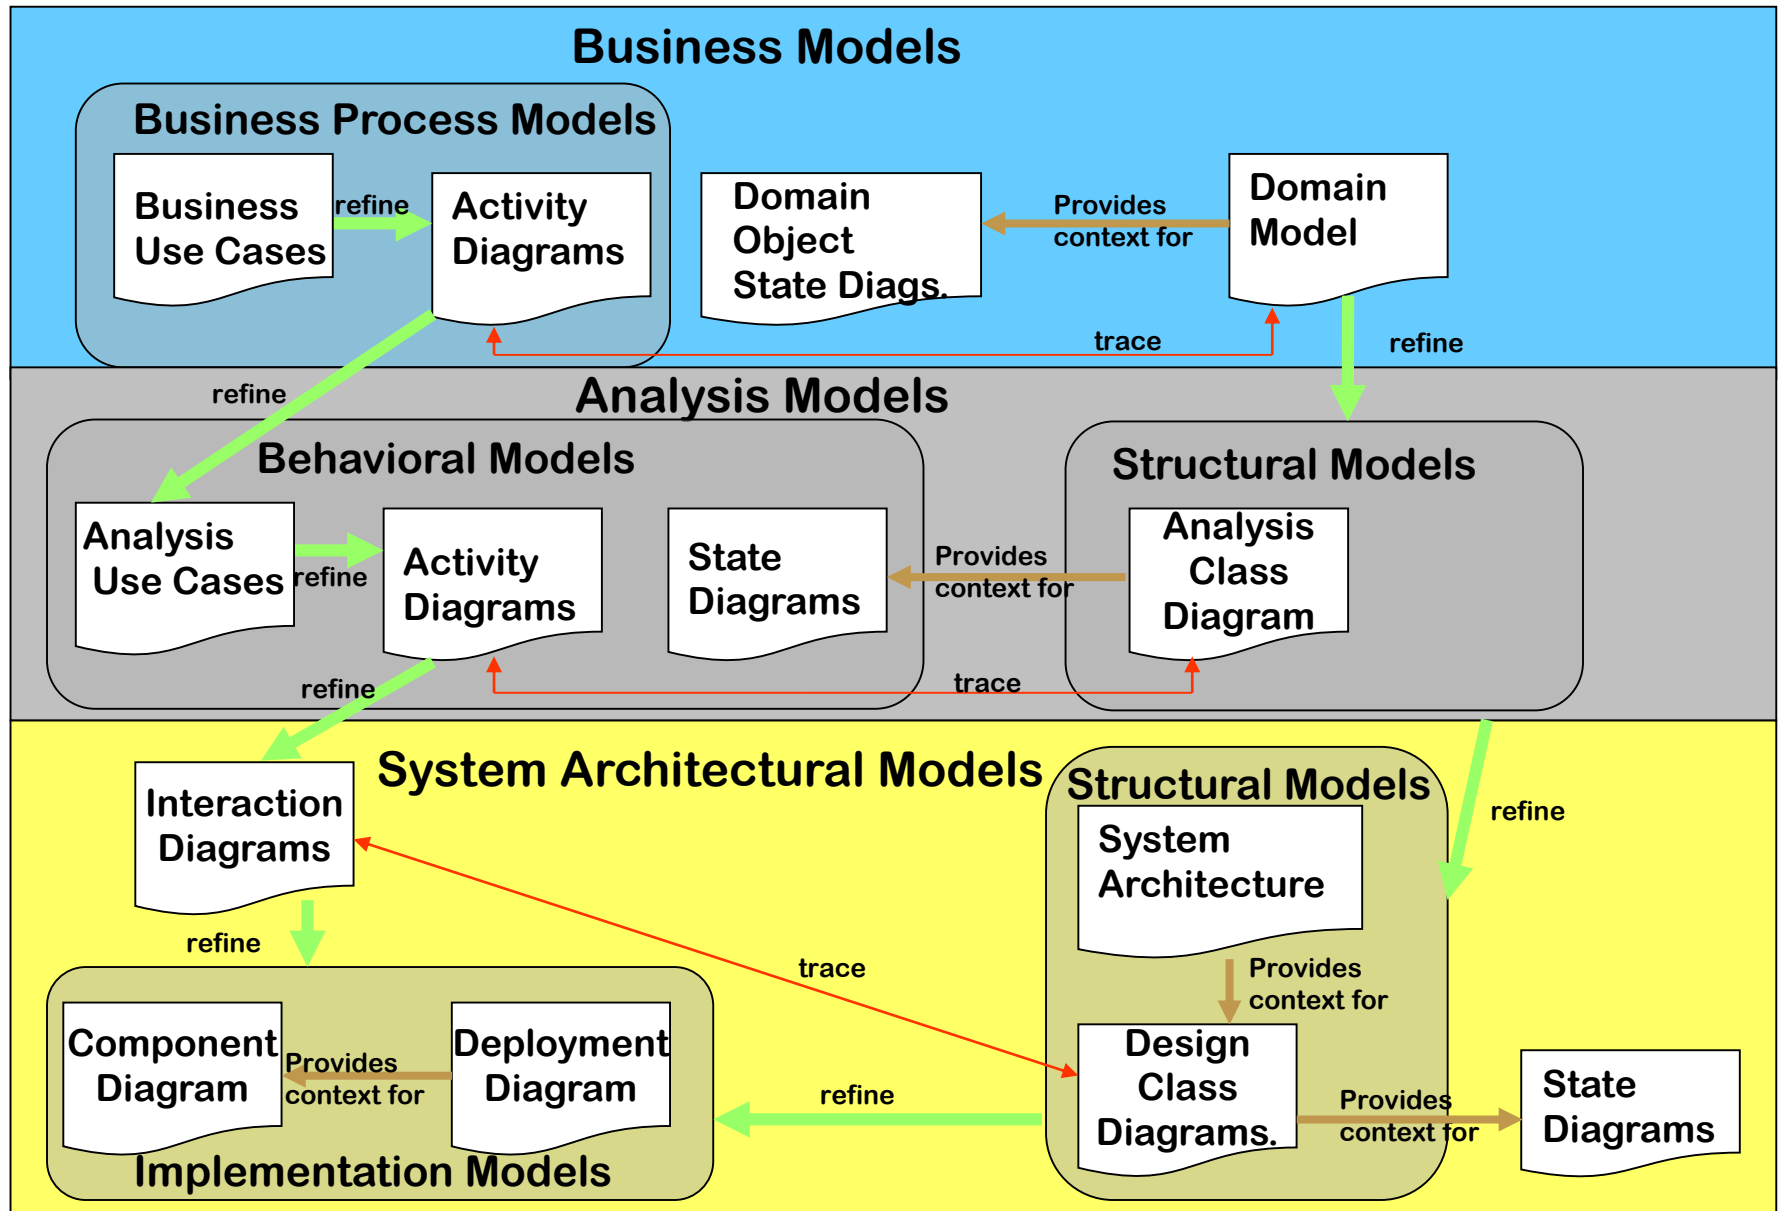 Business Models
Business Process Models
Business
Use Cases
refine
Activity
Diagrams
Domain
Object
State Diags.
Provides
context for
Domain
Model
trace
refine
refine
Analysis Models
Behavioral Models
Structural Models
Analysis
Use Cases
refine
Activity
Diagrams
State
Diagrams
Provides
context for
Analysis
Class
Diagram
refine
trace
System Architectural Models
Structural Models
Interaction
Diagrams
System
Architecture
refine
refine
trace
Provides
context for
Component
Diagram
Provides
context for
Deployment
Diagram
Implementation Models
refine
Design
Class
Diagrams.
Provides
context for
State
Diagrams